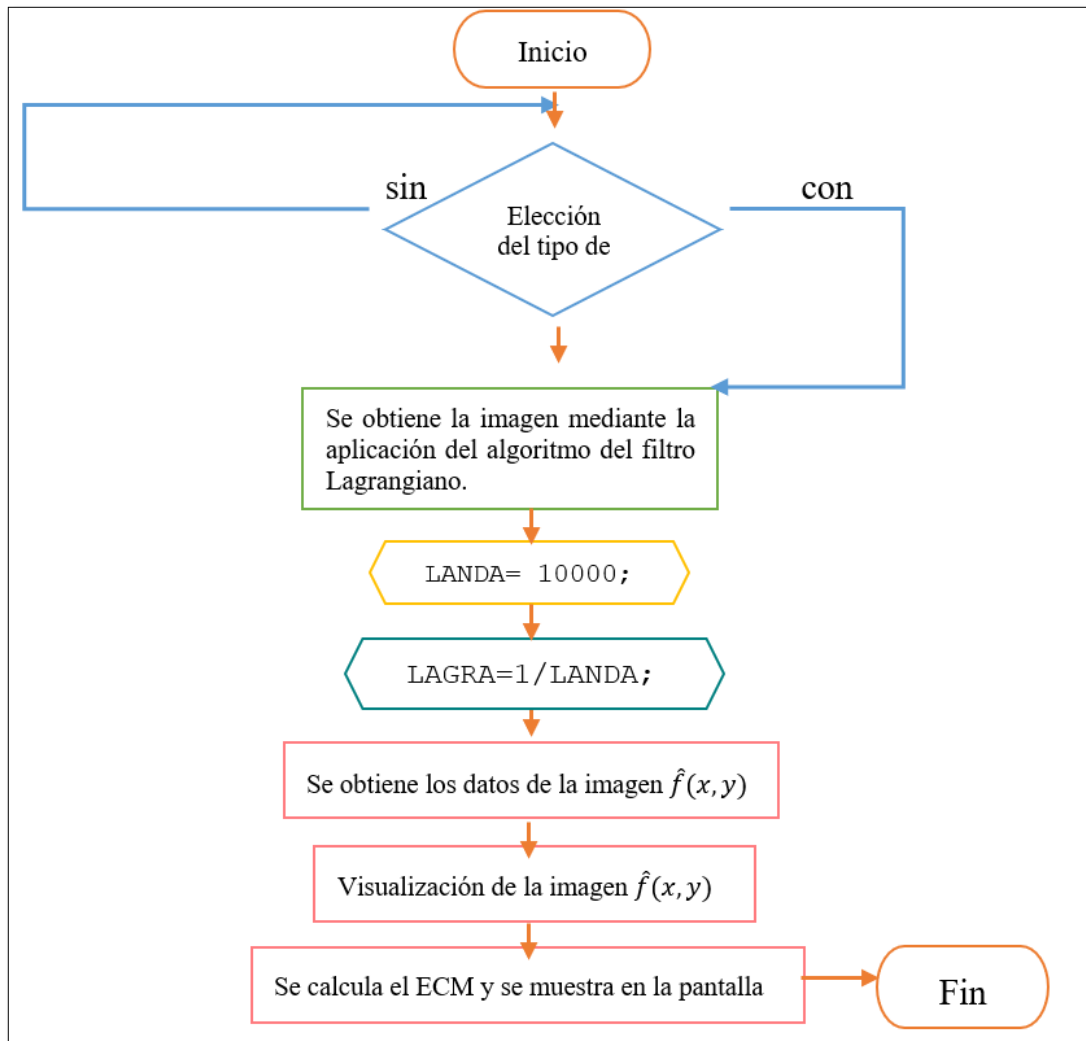 Inicio
sin
con
Elección
del tipo de
Se obtiene la imagen mediante la
aplicación del algoritmo del filtro
Lagrangiano.
LANDA= 10000;
LAGRA=1/LANDA;
Se obtiene los datos de la imagen f̂(x, y)
Visualización de la imagen f̂(x, y)
Se calcula el ECM y se muestra en la pantalla
Fin